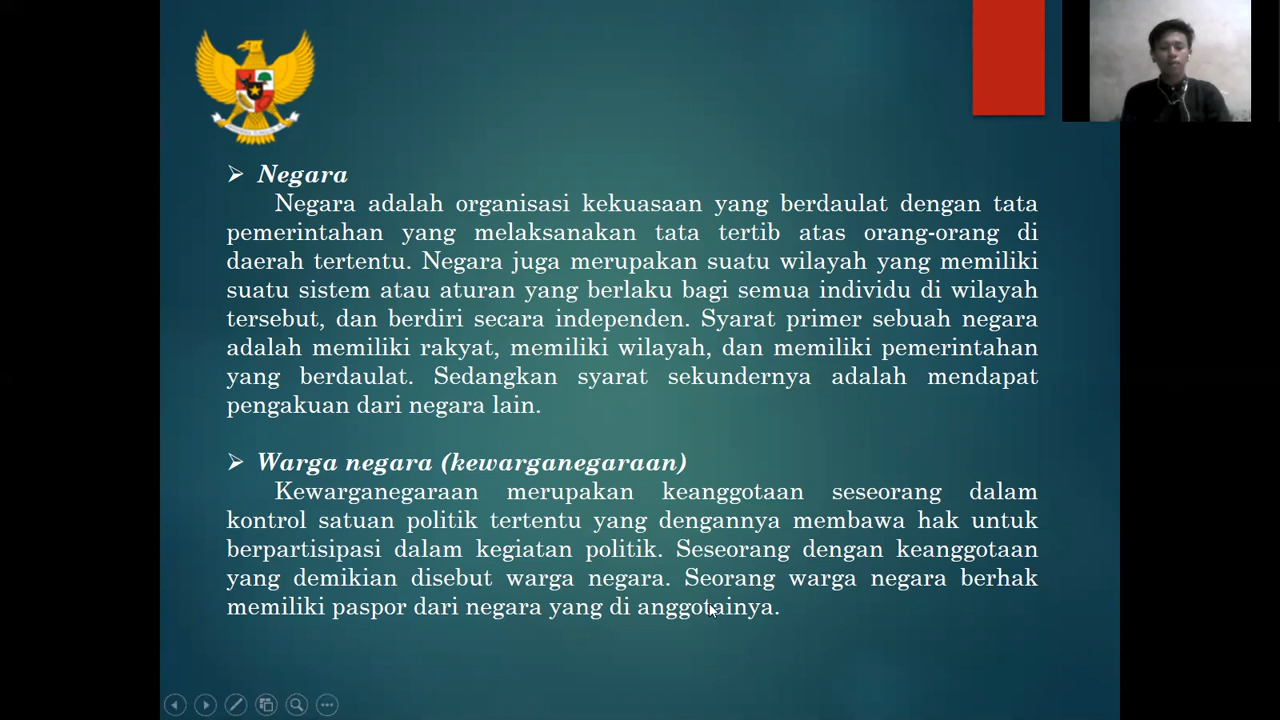 Negara
Negara adalah organisasi kekuasaan yang berdaulat dengan tata
pemerintahan yang melaksanakan tata tertib atas orang-orang di
daerah tertentu. Negara juga merupakan suatu wilayah yang memiliki
suatu sistem atau aturan yang berlaku bagi semua individu di wilayah
tersebut, dan berdiri secara independen. Syarat primer sebuah negara
adalah memiliki rakyat, memiliki wilayah, dan memiliki pemerintahan
yang berdaulat. Sedangkan syarat sekundernya adalah mendapat
pengakuan dari negara lain.
Warga negara (kewarganegaraan)
Kewarganegaraan merupakan keanggotaan seseorang dalam
kontrol satuan politik tertentu yang dengannya membawa hak untuk
berpartisipasi dalam kegiatan politik. Seseorang dengan keanggotaan
yang demikian disebut warga negara. Seorang warga negara berhak
memiliki paspor dari negara yang di anggotainya.